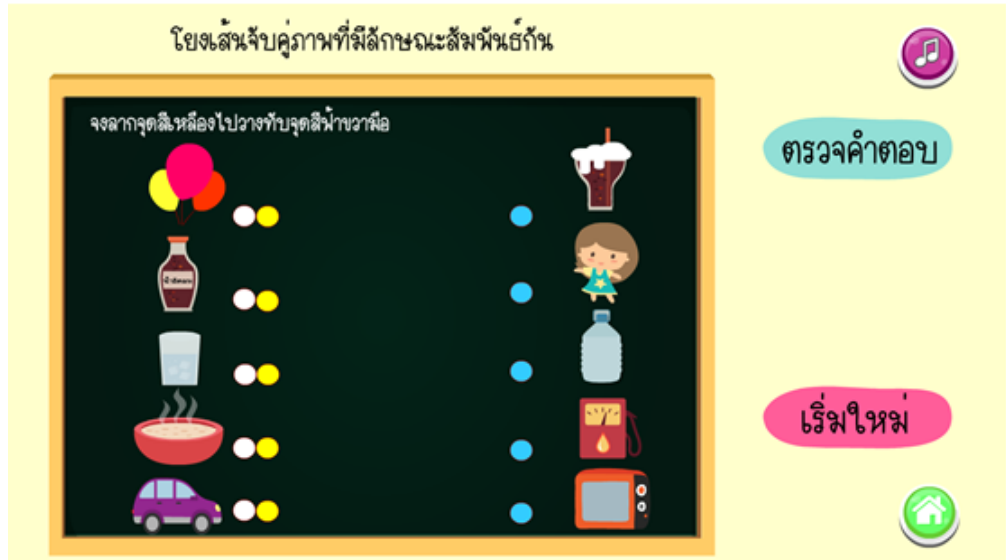 โยงเส้นจับคู่ภาพที่มีลักษณะสัมพันธ์กัน
จงลากจุดสีเหลืองไปวางทับจุดสีฟ้าขวามือ
ตรวจคำตอบ
เริ่มใหม่